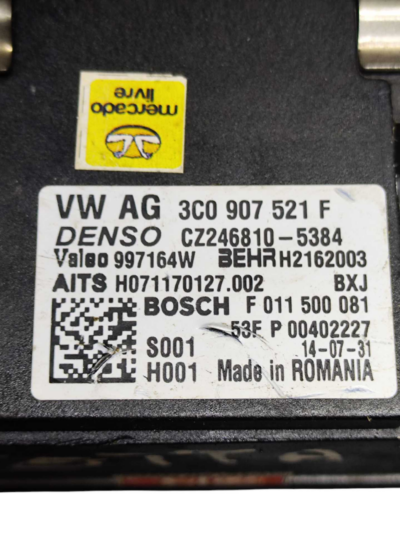 mercado
livre
VW AG 3C0 907 521 F
DENSO CZ246810-5384
Valeo 997164W BEHR H2162003
AITS H071170127.002 BXJ
BOSCH F 011 500 081
53F P 00402227
S001 14-07-31
H001 Made in ROMANIA